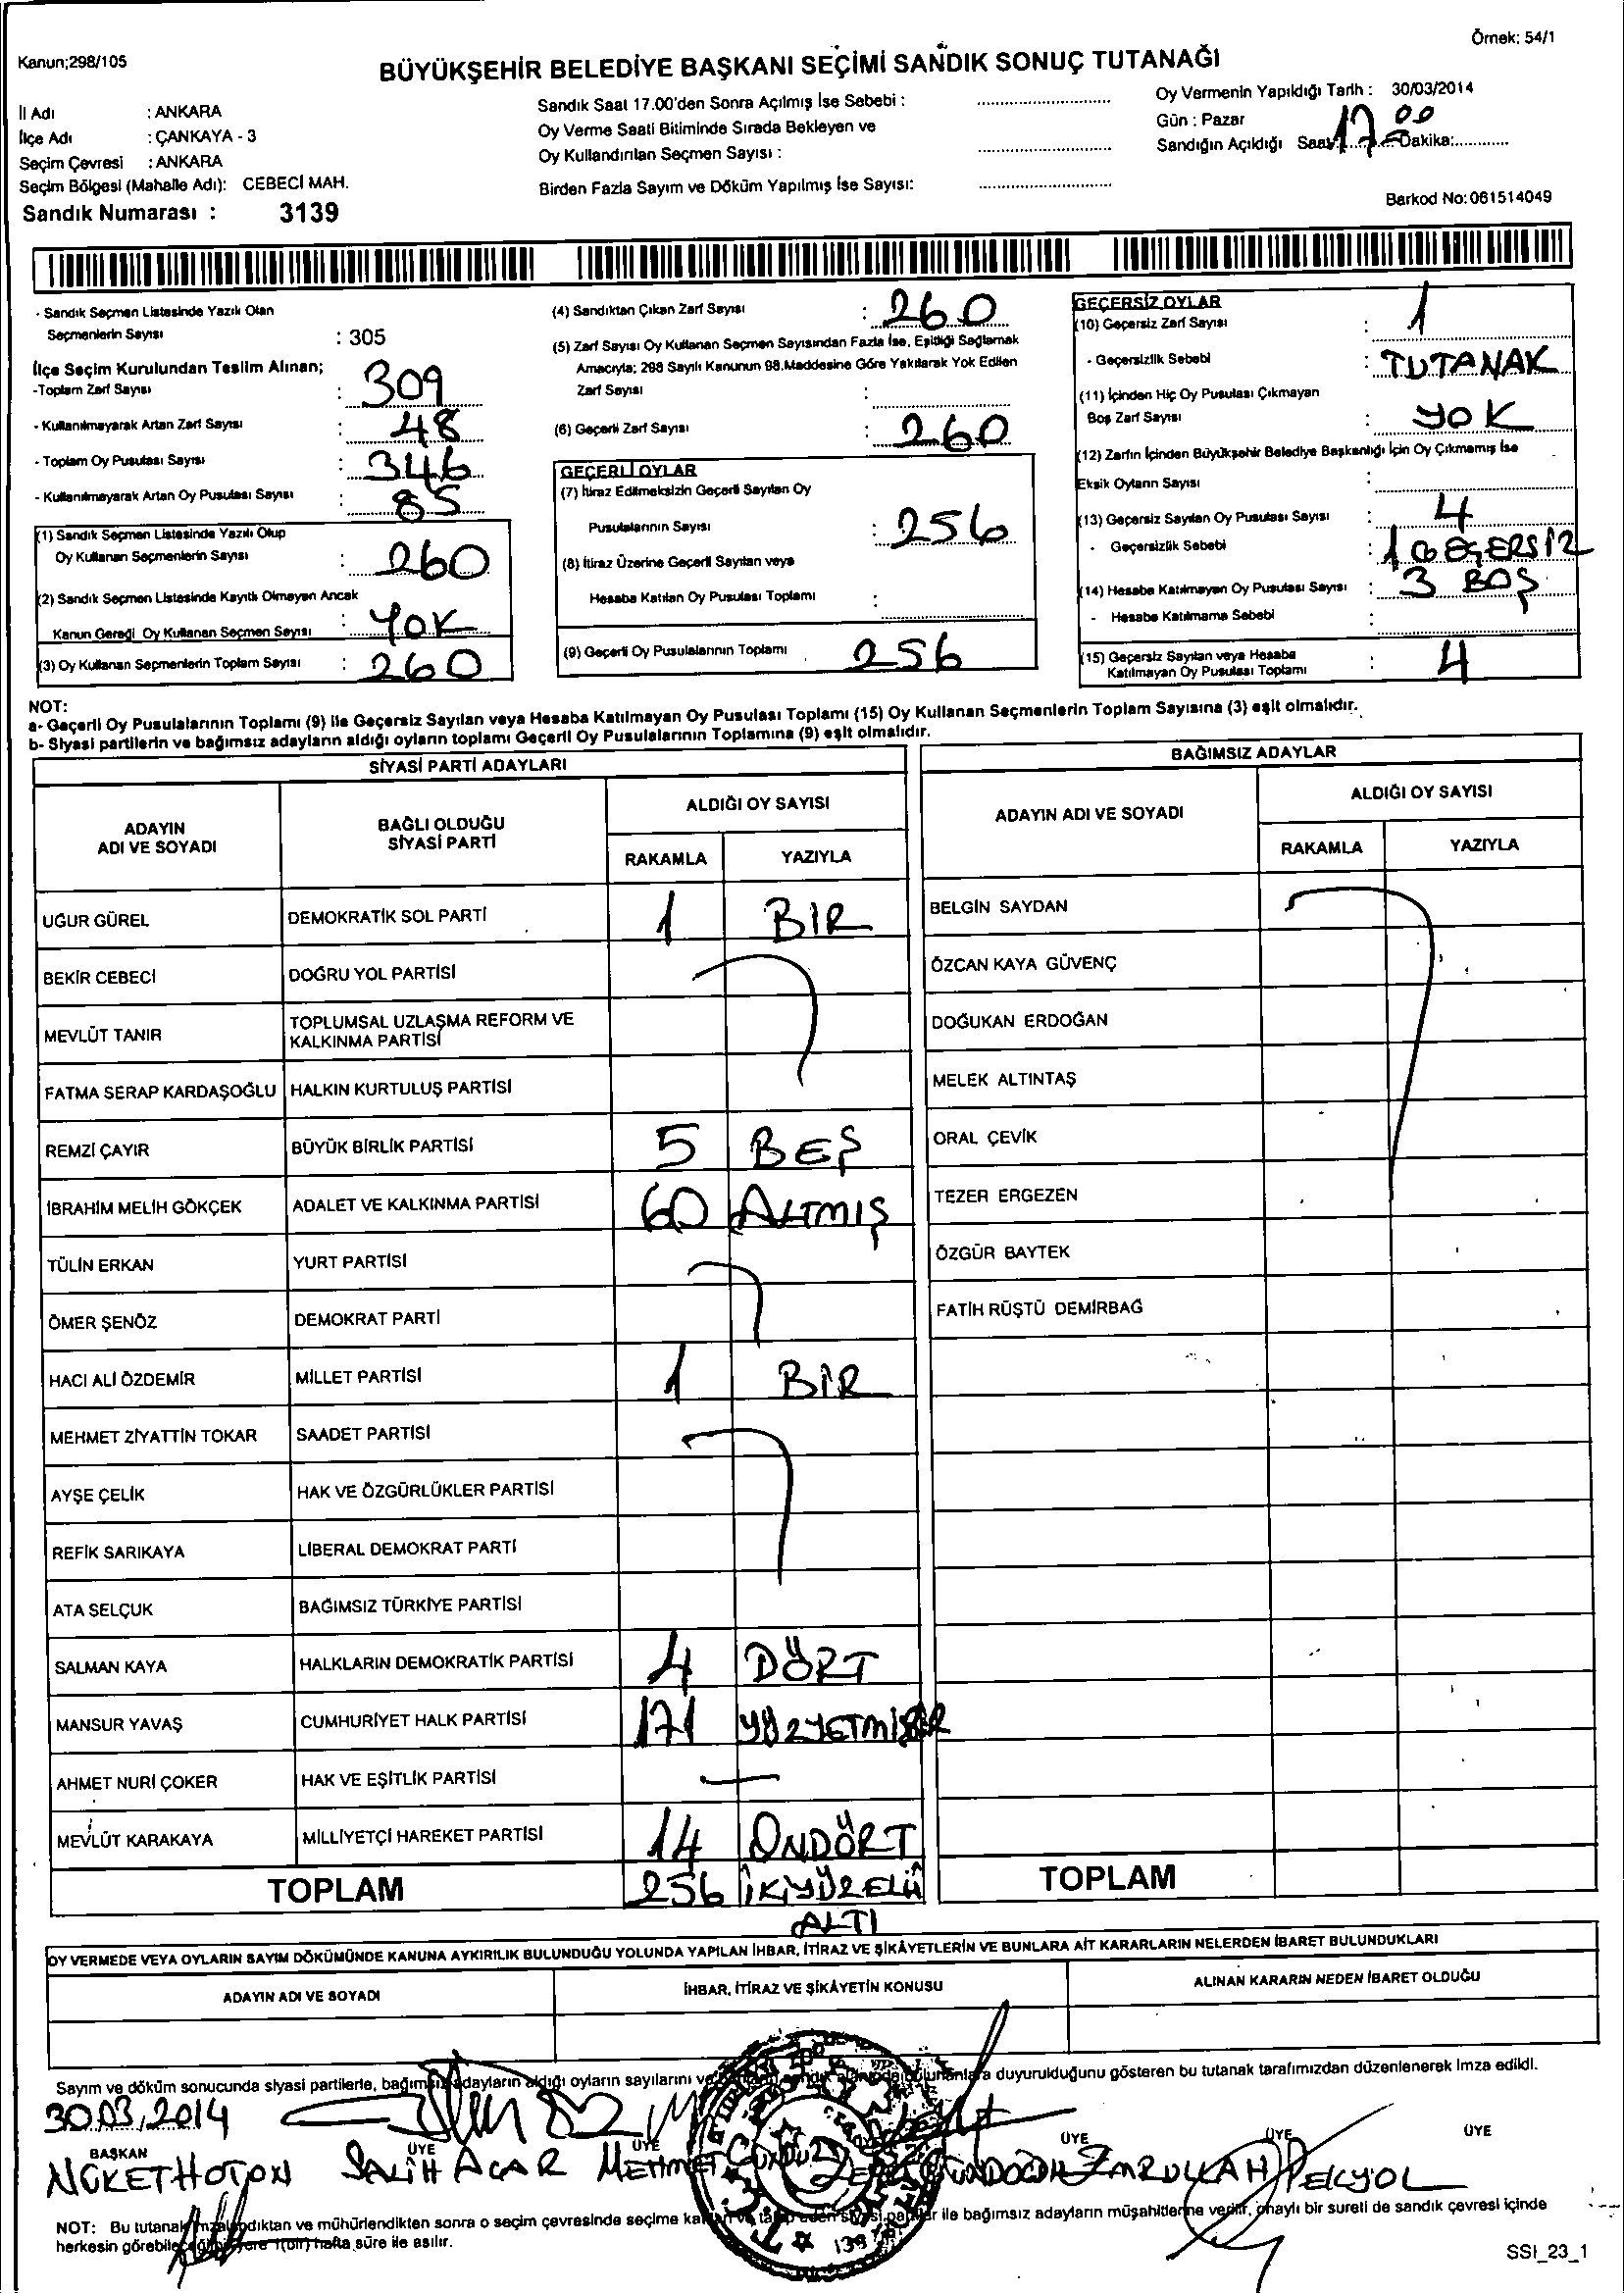 Örnek: 54/1
Kanun;298/105
BÜYÜKŞEHİR BELEDİYE BAŞKANI SEÇİMİ SANDIK SONUÇ TUTANAĞI
İl Adı : ANKARA
İlçe Adı : ÇANKAYA - 3
Seçim Çevresi : ANKARA
Seçim Bölgesi (Mahalle Adı): CEBECİ MAH.
Sandık Numarası : 3139
Sandık Saat 17.00'den Sonra Açılmış İse Sebebi :
Oy Verme Saati Bitiminde Sırada Bekleyen ve
Oy Kullandırılan Seçmen Sayısı :
Birden Fazla Sayım ve Döküm Yapılmış İse Sayısı:
Oy Vermenin Yapıldığı Tarih : 30/03/2014
Gün : Pazar
Sandığın Açıldığı Saat 17 00 Dakika:
Barkod No:061514049
- Sandık Seçmen Listesinde Yazılı Olan
Seçmenlerin Sayısı : 305
İlçe Seçim Kurulundan Teslim Alınan;
-Toplam Zarf Sayısı : 309
- Kullanılmayarak Artan Zarf Sayısı : 48
- Toplam Oy Pusulası Sayısı : 346
- Kullanılmayarak Artan Oy Pusulası Sayısı : 85
(1) Sandık Seçmen Listesinde Yazılı Olup
Oy Kullanan Seçmenlerin Sayısı : 260
(2) Sandık Seçmen Listesinde Kayıtlı Olmayan Ancak
Kanun Gereği Oy Kullanan Seçmen Sayısı : YOK
(3) Oy Kullanan Seçmenlerin Toplam Sayısı : 260
(4) Sandıktan Çıkan Zarf Sayısı : 260
(5) Zarf Sayısı Oy Kullanan Seçmen Sayısından Fazla İse, Eşitliği Sağlamak
Amacıyla; 298 Sayılı Kanunun 98.Maddesine Göre Yakılarak Yok Edilen
Zarf Sayısı :
(6) Geçerli Zarf Sayısı : 260
GEÇERLİ OYLAR
(7) İtiraz Edilmeksizin Geçerli Sayılan Oy
Pusulalarının Sayısı : 256
(8) İtiraz Üzerine Geçerli Sayılan veya
Hesaba Katılan Oy Pusulası Toplamı :
(9) Geçerli Oy Pusulalarının Toplamı 256
GEÇERSİZ OYLAR
(10) Geçersiz Zarf Sayısı : 1
- Geçersizlik Sebebi : TUTANAK
(11) İçinden Hiç Oy Pusulası Çıkmayan
Boş Zarf Sayısı : YOK
(12) Zarfın İçinden Büyükşehir Belediye Başkanlığı İçin Oy Çıkmamış İse
Eksik Oyların Sayısı :
(13) Geçersiz Sayılan Oy Pusulası Sayısı : 4
- Geçersizlik Sebebi : 1 GEÇERSİZ
(14) Hesaba Katılmayan Oy Pusulası Sayısı : 3 BOŞ
- Hesaba Katılmama Sebebi :
(15) Geçersiz Sayılan veya Hesaba
Katılmayan Oy Pusulası Toplamı : 4
NOT:
a- Geçerli Oy Pusulalarının Toplamı (9) ile Geçersiz Sayılan veya Hesaba Katılmayan Oy Pusulası Toplamı (15) Oy Kullanan Seçmenlerin Toplam Sayısına (3) eşit olmalıdır.
b- Siyasi partilerin ve bağımsız adayların aldığı oyların toplamı Geçerli Oy Pusulalarının Toplamına (9) eşit olmalıdır.
SİYASİ PARTİ ADAYLARI
ADAYIN ADI VE SOYADI
BAĞLI OLDUĞU SİYASİ PARTİ
ALDIĞI OY SAYISI
RAKAMLA YAZIYLA
UĞUR GÜREL DEMOKRATİK SOL PARTİ 1 BİR
BEKİR CEBECİ DOĞRU YOL PARTİSİ
MEVLÜT TANIR TOPLUMSAL UZLAŞMA REFORM VE
KALKINMA PARTİSİ
FATMA SERAP KARDAŞOĞLU HALKIN KURTULUŞ PARTİSİ
REMZİ ÇAYIR BÜYÜK BİRLİK PARTİSİ 5 BEŞ
İBRAHİM MELİH GÖKÇEK ADALET VE KALKINMA PARTİSİ 60 ALTMIŞ
TÜLİN ERKAN YURT PARTİSİ
ÖMER ŞENÖZ DEMOKRAT PARTİ
HACI ALİ ÖZDEMİR MİLLET PARTİSİ 1 BİR
MEHMET ZİYATTİN TOKAR SAADET PARTİSİ
AYŞE ÇELİK HAK VE ÖZGÜRLÜKLER PARTİSİ
REFİK SARIKAYA LİBERAL DEMOKRAT PARTİ
ATA SELÇUK BAĞIMSIZ TÜRKİYE PARTİSİ
SALMAN KAYA HALKLARIN DEMOKRATİK PARTİSİ 4 DÖRT
MANSUR YAVAŞ CUMHURİYET HALK PARTİSİ 171 YÜZYETMİŞBİR
AHMET NURİ ÇOKER HAK VE EŞİTLİK PARTİSİ —
MEVLÜT KARAKAYA MİLLİYETÇİ HAREKET PARTİSİ 14 ONDÖRT
TOPLAM 256 İKİYÜZELLİ
ALTI
BAĞIMSIZ ADAYLAR
ADAYIN ADI VE SOYADI
ALDIĞI OY SAYISI
RAKAMLA YAZIYLA
BELGİN SAYDAN
ÖZCAN KAYA GÜVENÇ
DOĞUKAN ERDOĞAN
MELEK ALTINTAŞ
ORAL ÇEVİK
TEZER ERGEZEN
ÖZGÜR BAYTEK
FATİH RÜŞTÜ DEMİRBAĞ
TOPLAM
OY VERMEDE VEYA OYLARIN SAYIM DÖKÜMÜNDE KANUNA AYKIRILIK BULUNDUĞU YOLUNDA YAPILAN İHBAR, İTİRAZ VE ŞİKÂYETLERİN VE BUNLARA AİT KARARLARIN NELERDEN İBARET BULUNDUKLARI
ADAYIN ADI VE SOYADI
İHBAR, İTİRAZ VE ŞİKÂYETİN KONUSU
ALINAN KARARIN NEDEN İBARET OLDUĞU
Sayım ve döküm sonucunda siyasi partilerle, bağımsız adayların aldığı oyların sayılarını duyurulduğunu gösteren bu tutanak tarafımızdan düzenlenerek imza edildi.
30.03.2014
BAŞKAN ÜYE ÜYE ÜYE ÜYE ÜYE
NÜKET SALİH ACAR MEHMET PEKYOL
NOT: Bu tutanak imzalandıktan ve mühürlendikten sonra o seçim çevresinde seçime ile bağımsız adayların müşahitlerine verilir, onaylı bir sureti de sandık çevresi içinde
herkesin görebileceği yere 1(bir) hafta süre ile asılır.
SSI_23_1